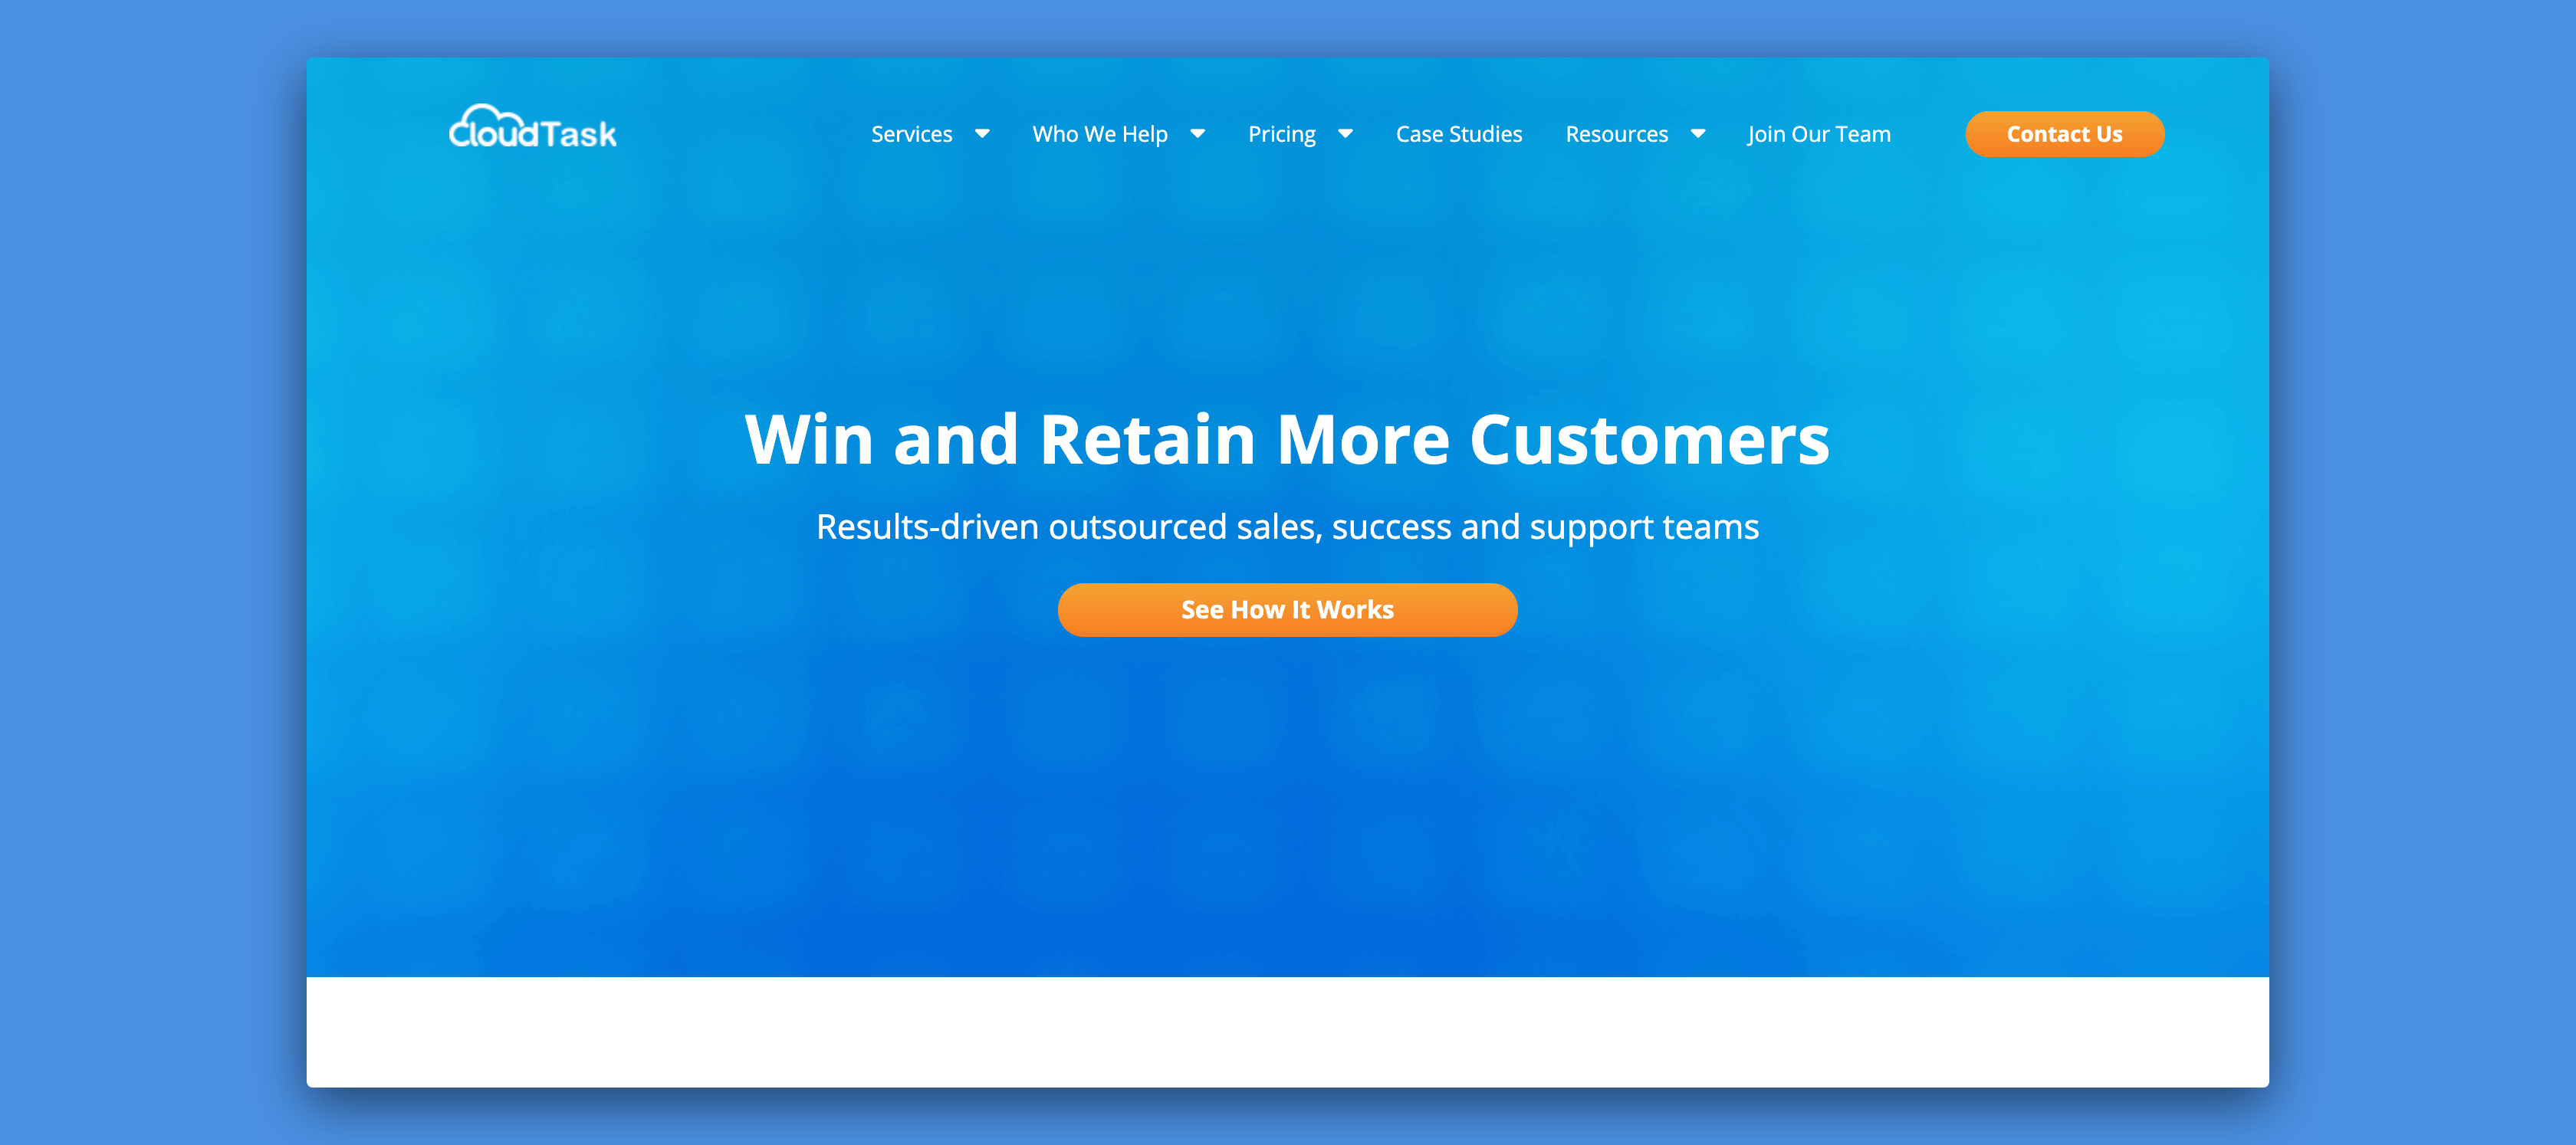 CloudTask
Services Who We Help Pricing Case Studies Resources Join Our Team Contact Us
Win and Retain More Customers
Results-driven outsourced sales, success and support teams
See How It Works